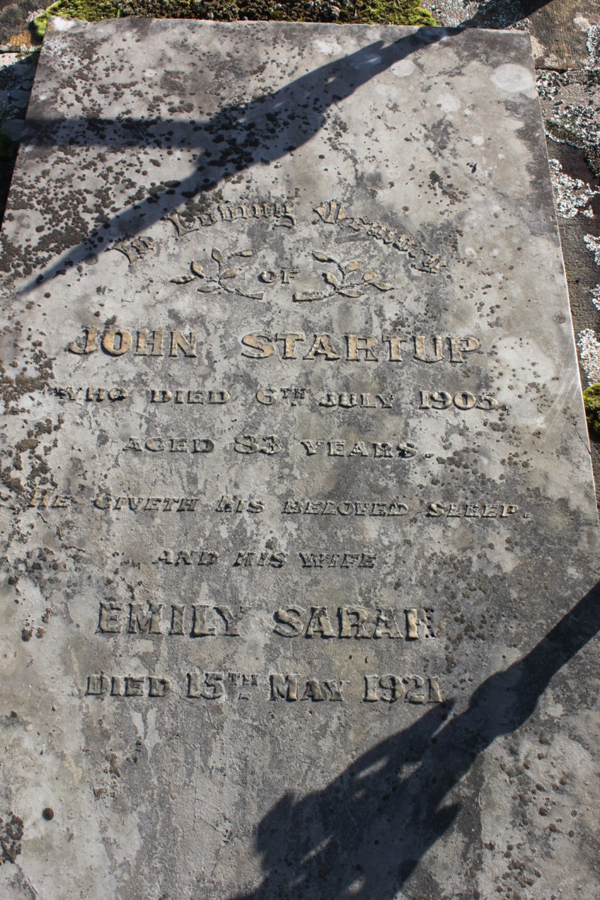 In Loving Memory
OF
JOHN STARTUP
WHO DIED 6TH JULY 1905.
AGED 83 YEARS.
HE GIVETH HIS BELOVED SLEEP.
AND HIS WIFE
EMILY SARAH
DIED 15TH MAY 1921